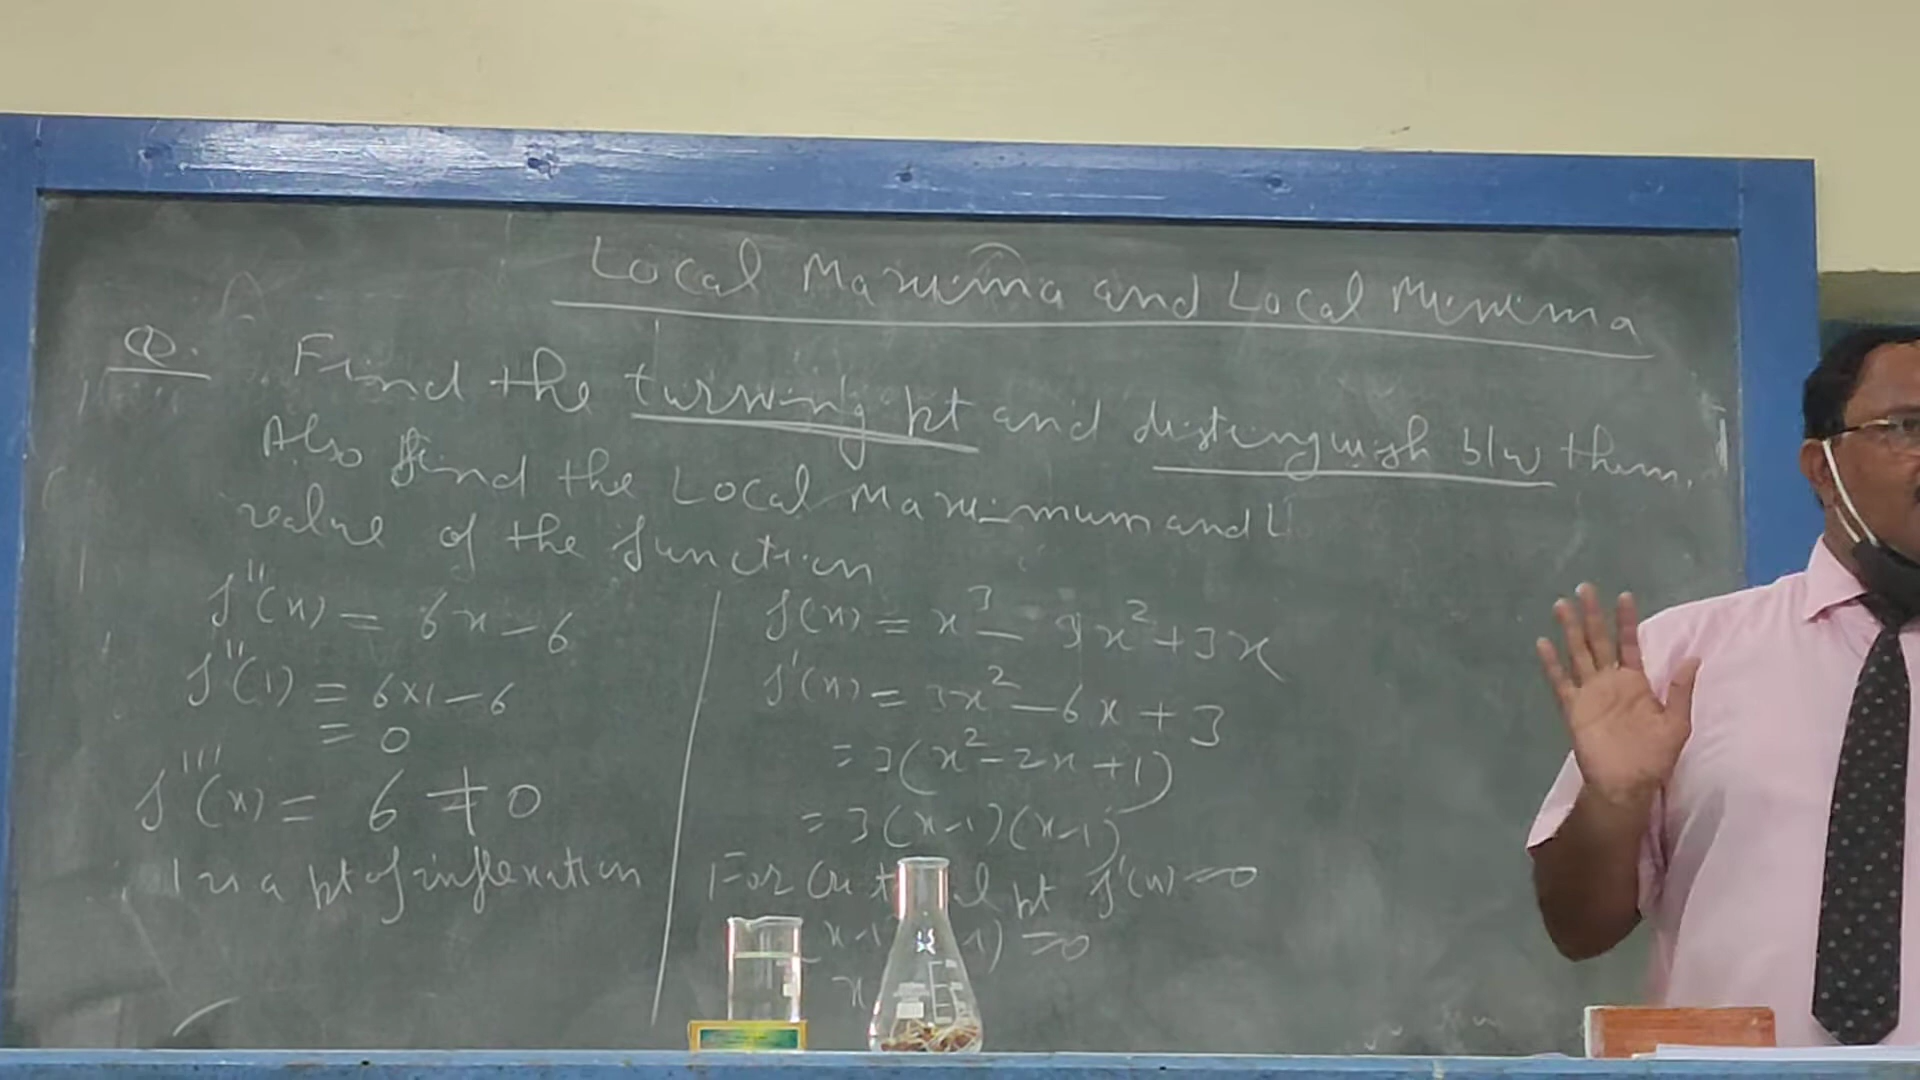 Local Maxima and Local Minima
Q. Find the turning pt and distinguish b/w them.
Also find the Local Maximum and L
value of the function
f''(x) = 6x - 6
f''(1) = 6x1 - 6
= 0
f'''(x) = 6 ≠ 0
1 is a pt of inflexation
f(x) = x³ - 3x² + 3x
f'(x) = 3x² - 6x + 3
= 3(x² - 2x + 1)
= 3(x-1)(x-1)
For pt f'(x) = 0
= 0
x